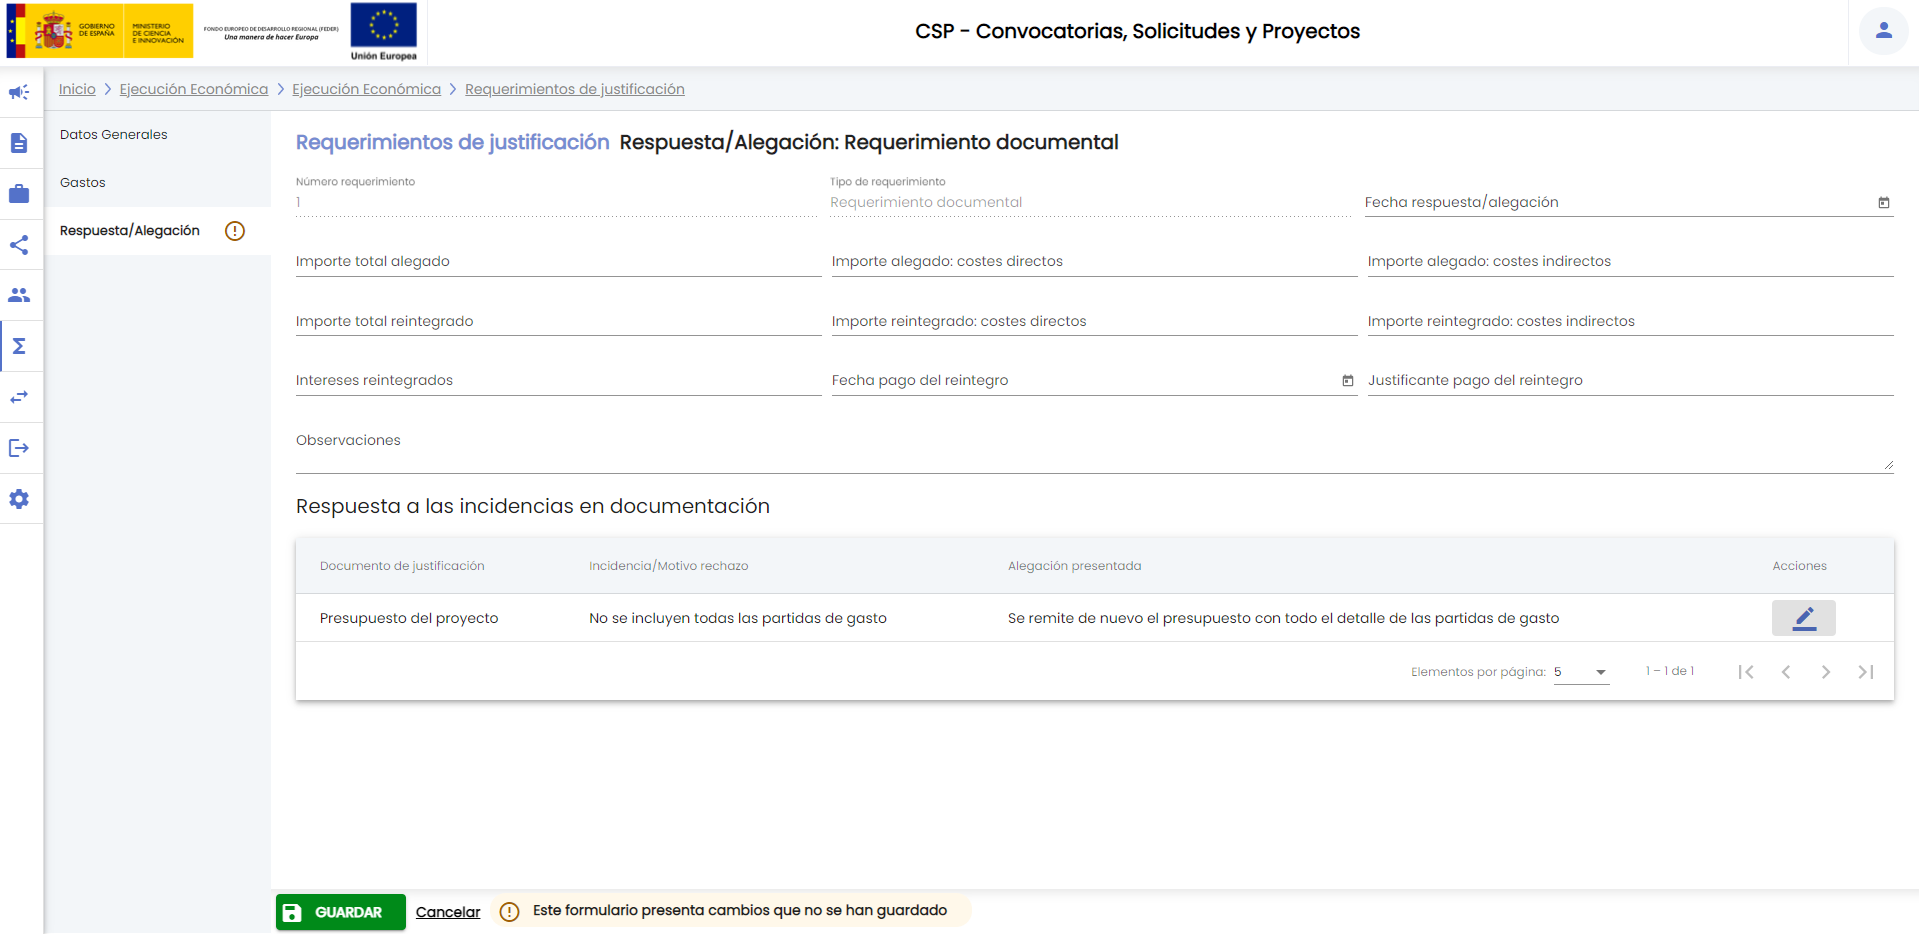 GOBIERNO
DE ESPAÑA
MINISTERIO
DE CIENCIA
E INNOVACIÓN
FONDO EUROPEO DE DESARROLLO REGIONAL (FEDER)
Una manera de hacer Europa
Unión Europea
CSP - Convocatorias, Solicitudes y Proyectos
Inicio > Ejecución Económica > Ejecución Económica > Requerimientos de justificación
Datos Generales
Gastos
Respuesta/Alegación
Requerimientos de justificación Respuesta/Alegación: Requerimiento documental
Número requerimiento
1
Tipo de requerimiento
Requerimiento documental
Fecha respuesta/alegación
Importe total alegado
Importe alegado: costes directos
Importe alegado: costes indirectos
Importe total reintegrado
Importe reintegrado: costes directos
Importe reintegrado: costes indirectos
Intereses reintegrados
Fecha pago del reintegro
Justificante pago del reintegro
Observaciones
Respuesta a las incidencias en documentación
Documento de justificación Incidencia/Motivo rechazo Alegación presentada Acciones
Presupuesto del proyecto No se incluyen todas las partidas de gasto Se remite de nuevo el presupuesto con todo el detalle de las partidas de gasto
Elementos por página: 5 1 – 1 de 1
GUARDAR Cancelar Este formulario presenta cambios que no se han guardado